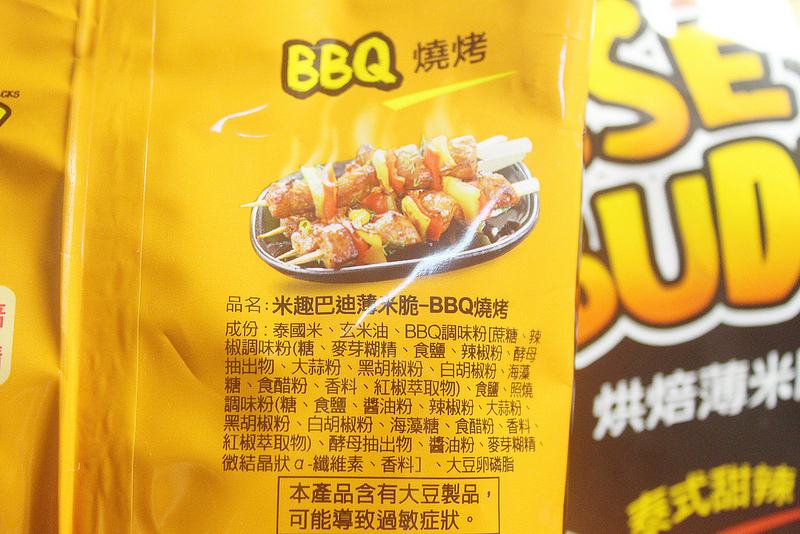 CKS
BBQ 燒烤
品名:米趣巴迪薄米脆-BBQ燒烤
成份:泰國米、玄米油、BBQ調味粉[蔗糖、辣
椒調味粉(糖、麥芽糊精、食鹽、辣椒粉、酵母
抽出物、大蒜粉、黑胡椒粉、白胡椒粉、海藻
糖、食醋粉、香料、紅椒萃取物)、食鹽、照燒
調味粉(糖、食鹽、醬油粉、辣椒粉、大蒜粉、
黑胡椒粉、白胡椒粉、海藻糖、食醋粉、香料、
紅椒萃取物)、酵母抽出物、醬油粉、麥芽糊精、
微結晶狀α-纖維素、香料]、大豆卵磷脂
本產品含有大豆製品,
可能導致過敏症狀。
SE
BUD
烘焙薄米
泰式甜辣